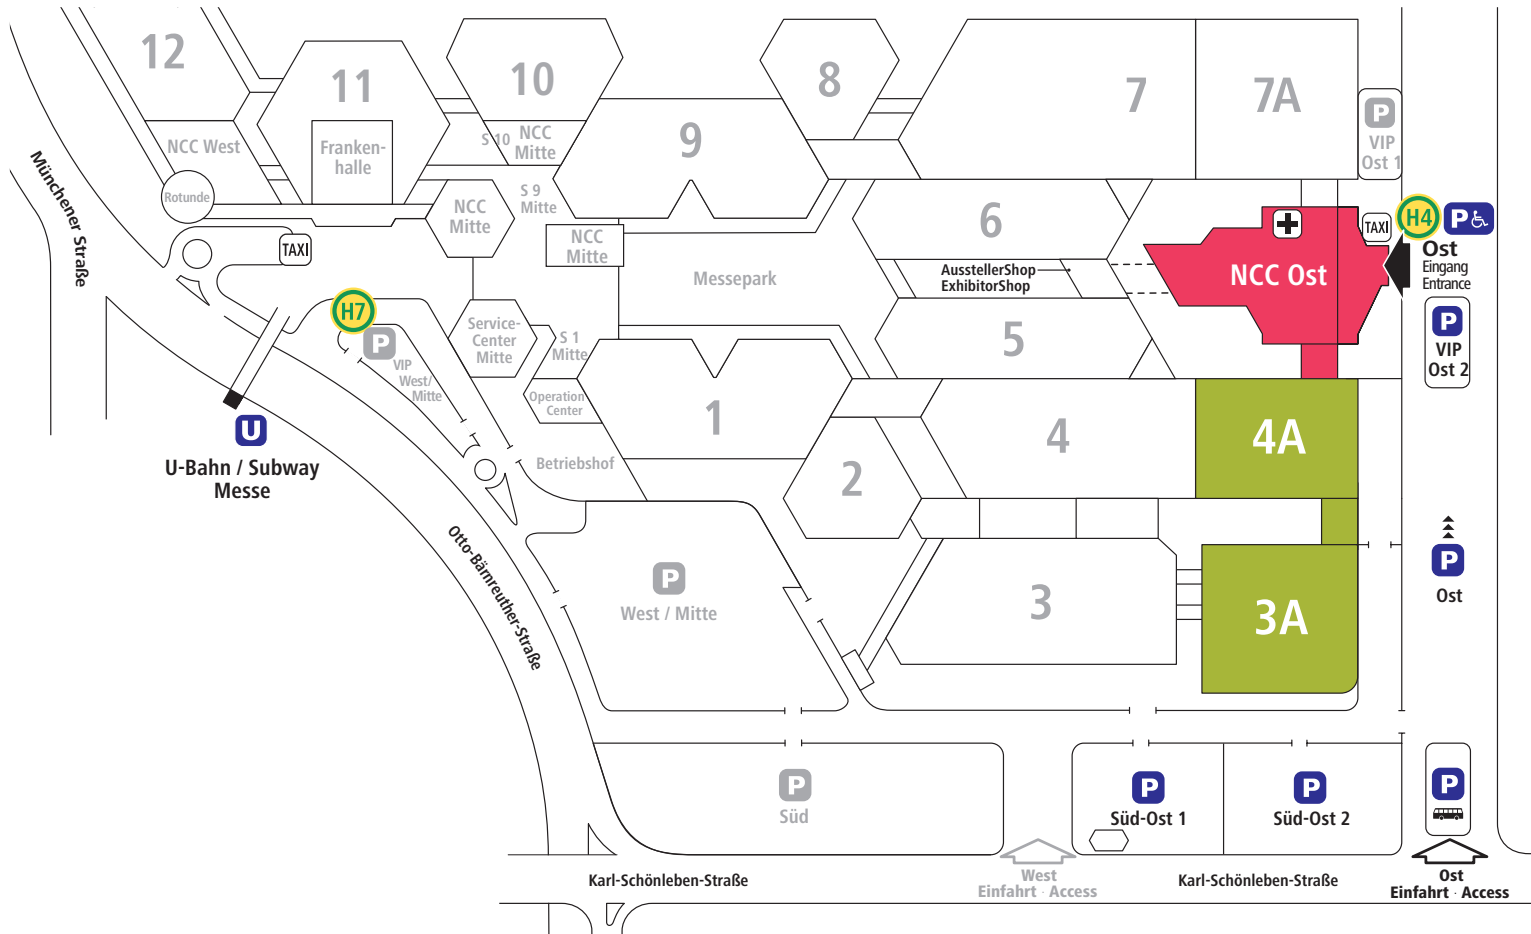 12
11
10
8
7
7A
9
NCC West
Franken-
halle
S 10
NCC
Mitte
P
VIP
Ost 1
Münchener Straße
Rotunde
NCC
Mitte
S 9
Mitte
6
TAXI
H4
P
TAXI
NCC
Mitte
Messepark
AusstellerShop
ExhibitorShop
NCC Ost
Ost
Eingang
Entrance
H7
P
VIP
West/
Mitte
Service-
Center
Mitte
S 1
Mitte
5
P
VIP
Ost 2
Operation
Center
1
4
4A
U
U-Bahn / Subway
Messe
Betriebshof
2
Otto-Bärnreuther-Straße
P
West / Mitte
3
3A
P
Ost
P
Süd
P
Süd-Ost 1
P
Süd-Ost 2
P
Karl-Schönleben-Straße
West
Einfahrt · Access
Karl-Schönleben-Straße
Ost
Einfahrt · Access